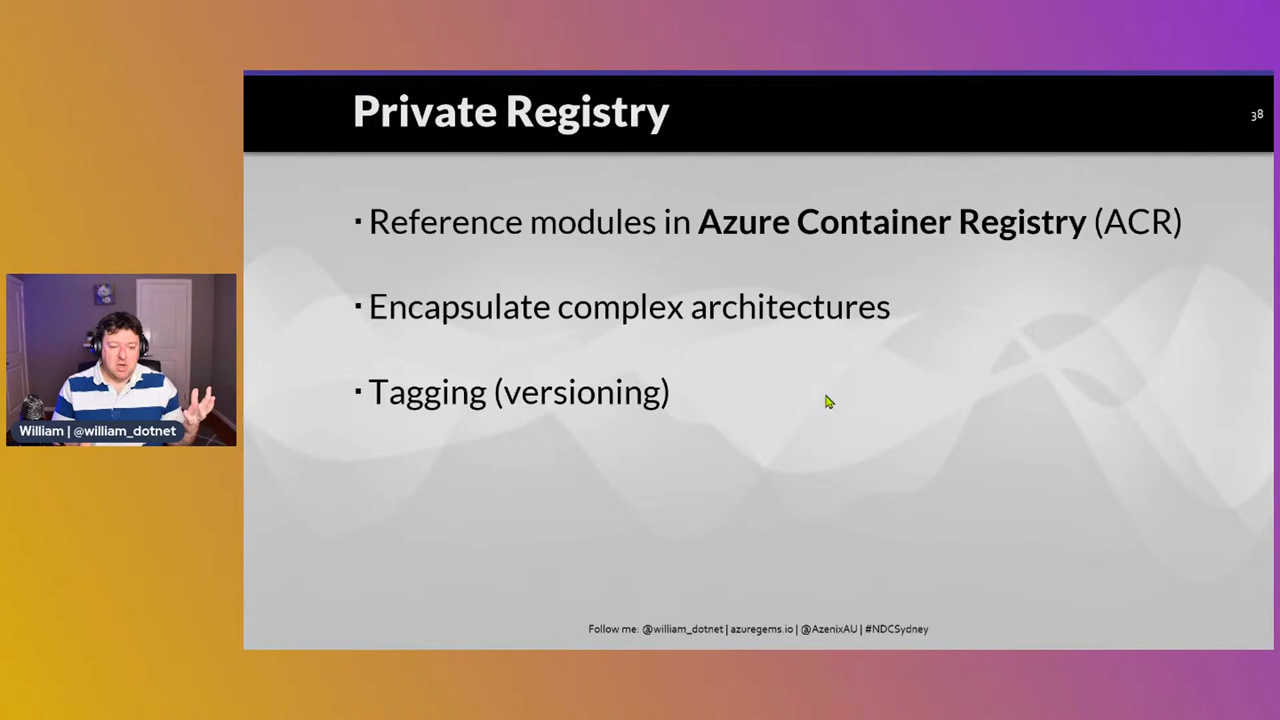 Private Registry
38
▪ Reference modules in Azure Container Registry (ACR)
▪ Encapsulate complex architectures
▪ Tagging (versioning)
William | @william_dotnet
Follow me: @william_dotnet | azuregems.io | @AzenixAU | #NDCSydney